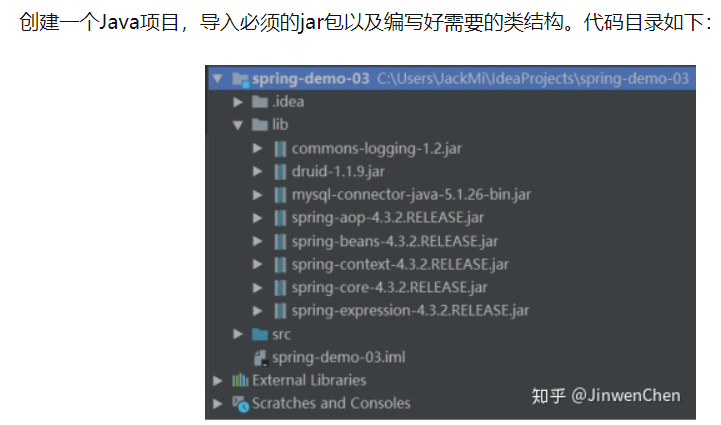 创建一个Java项目，导入必须的jar包以及编写好需要的类结构。代码目录如下：
spring-demo-03 C:\Users\JackMi\IdeaProjects\spring-demo-03
.idea
lib
commons-logging-1.2.jar
druid-1.1.9.jar
mysql-connector-java-5.1.26-bin.jar
spring-aop-4.3.2.RELEASE.jar
spring-beans-4.3.2.RELEASE.jar
spring-context-4.3.2.RELEASE.jar
spring-core-4.3.2.RELEASE.jar
spring-expression-4.3.2.RELEASE.jar
src
spring-demo-03.iml
External Libraries
Scratches and Consoles
知乎 @JinwenChen